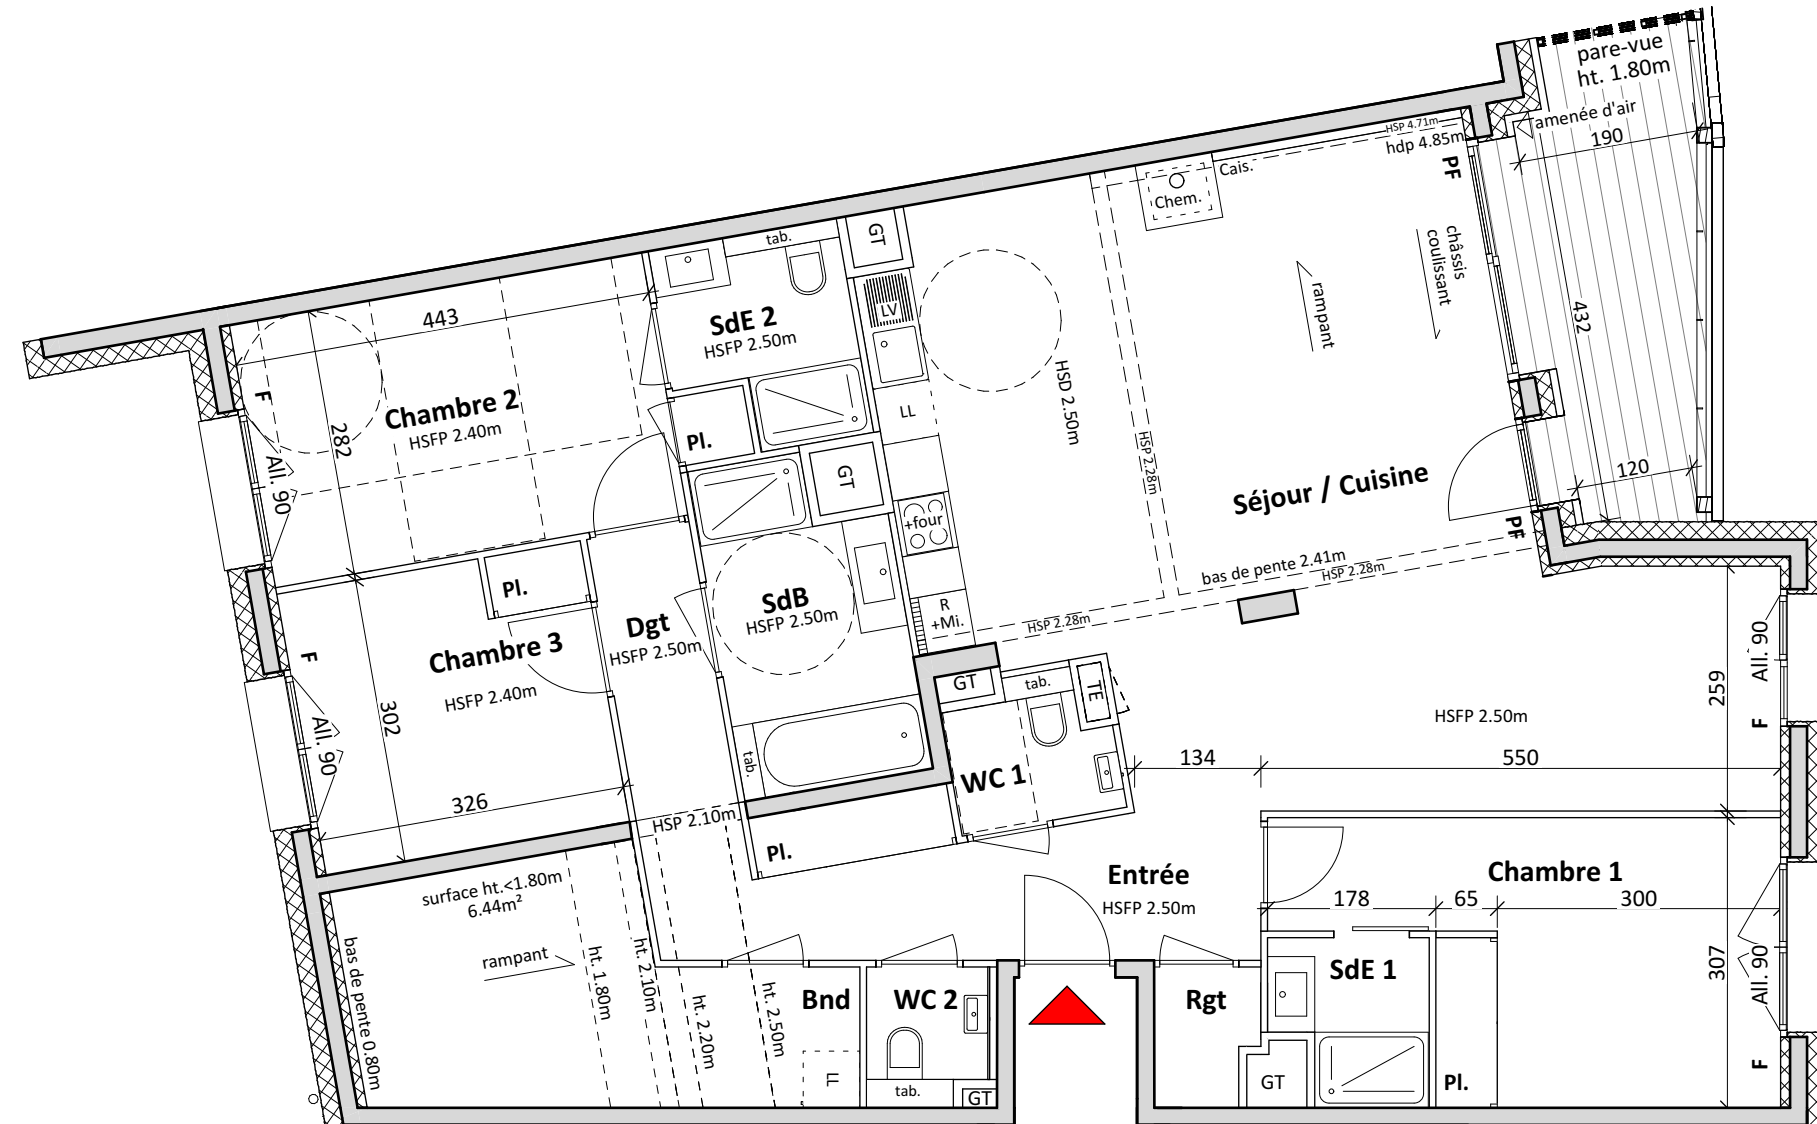 pare-vue
ht. 1.80m
amenée d'air
190
HSP 4.71m
hdp 4.85m
PF
Cais.
Chem.
châssis
coulissant
rampant
432
120
tab.
GT
SdE 2
HSFP 2.50m
LV
LL
443
F
Chambre 2
HSFP 2.40m
282
All. 90
Pl.
GT
HSD 2.50m
HSP 2.28m
Séjour / Cuisine
+four
PF
bas de pente 2.41m
HSP 2.28m
HSP 2.28m
R
+Mi.
SdB
HSFP 2.50m
Pl.
Dgt
HSFP 2.50m
Chambre 3
HSFP 2.40m
F
302
All. 90
326
tab.
GT
tab.
TE
WC 1
HSFP 2.50m
259
All. 90
F
134
550
HSP 2.10m
Pl.
Entrée
HSFP 2.50m
Chambre 1
178
65
300
surface ht.<1.80m
6.44m²
rampant
bas de pente 0.80m
ht. 1.80m
ht. 2.10m
ht. 2.20m
ht. 2.50m
Bnd
LL
WC 2
tab.
GT
Rgt
SdE 1
GT
Pl.
307
All. 90
F